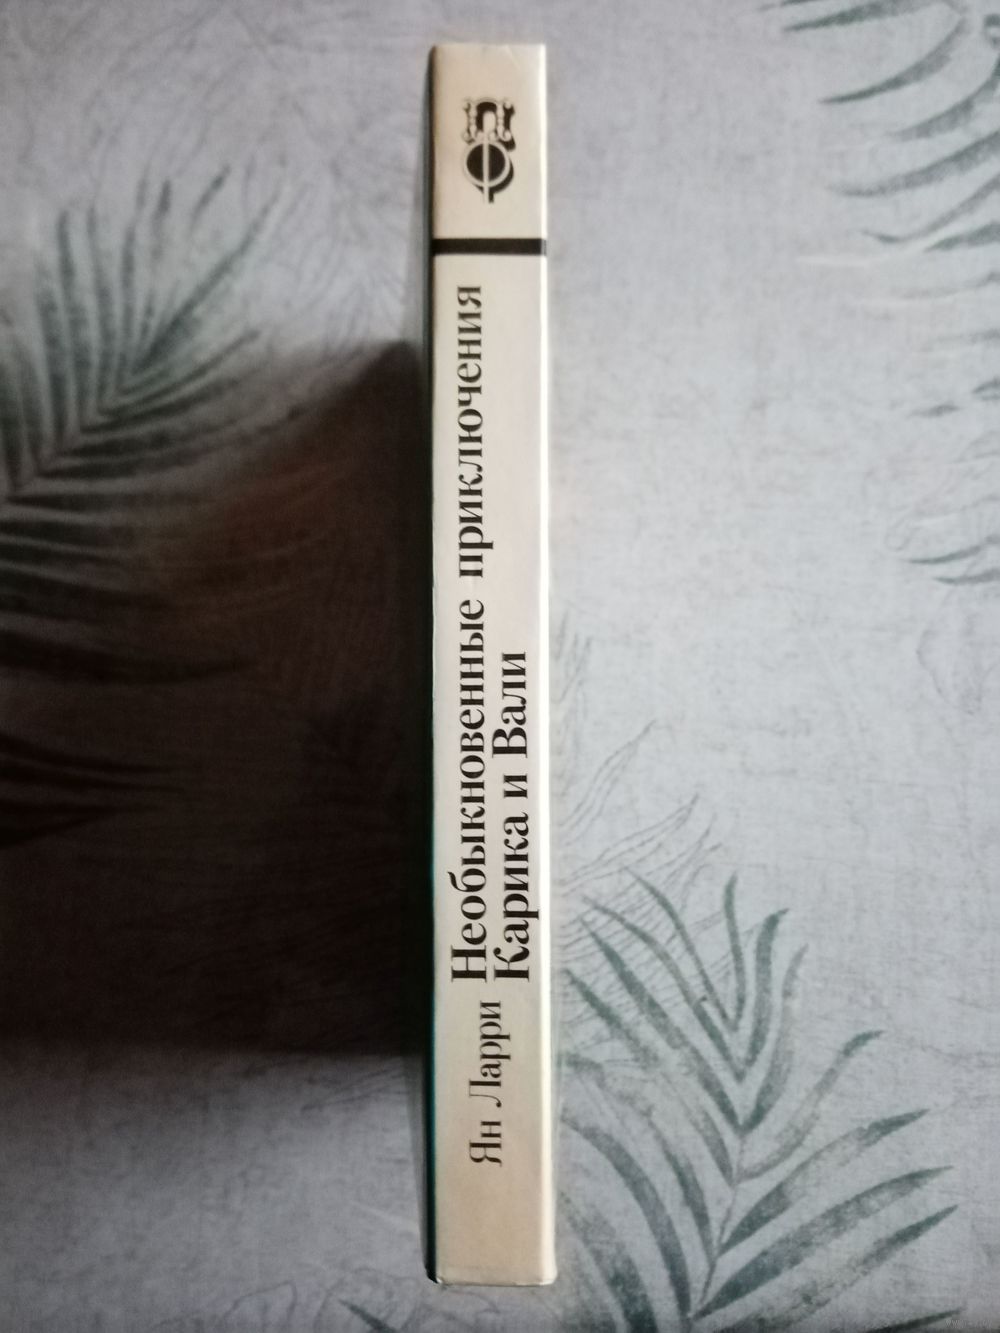 Ян Ларри
Необыкновенные приключения
Карика и Вали